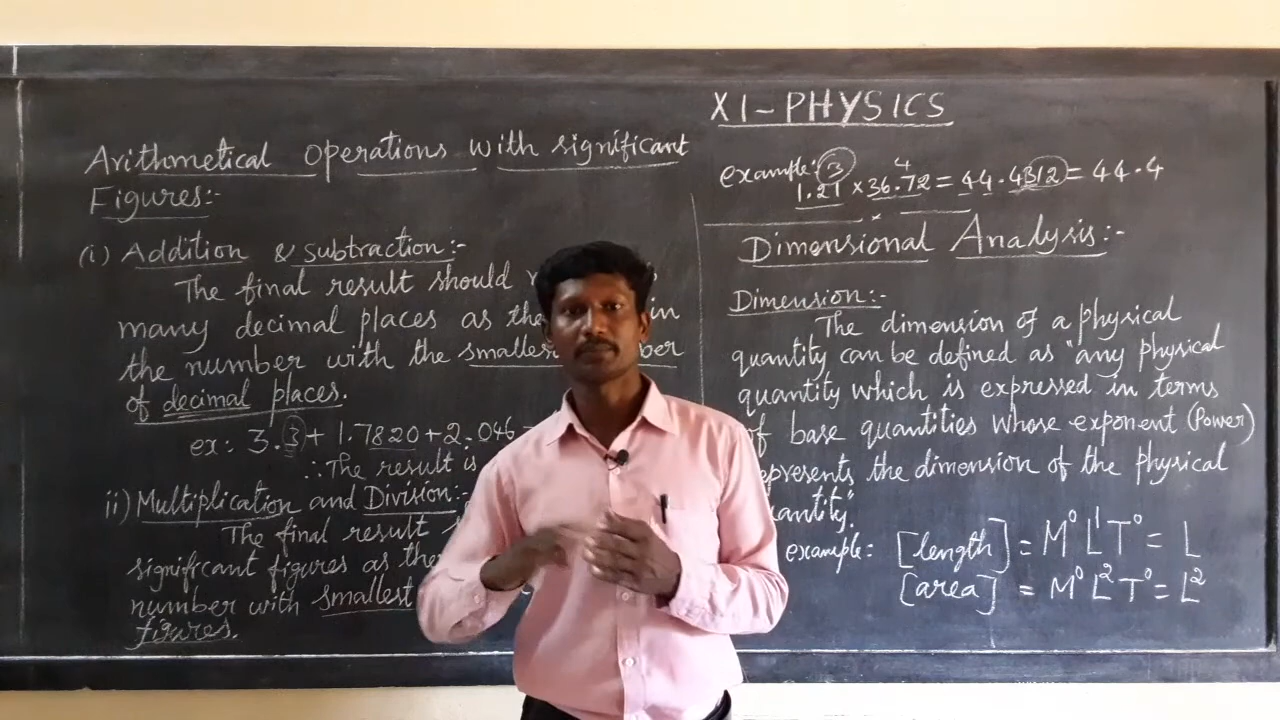 XI-PHYSICS
Arithmetical Operations with significant
Figures:-
(i) Addition & subtraction:-
The final result should
many decimal places as the in
the number with the smallest
of decimal places.
ex: 3.3 + 1.7820 + 2.046
∴ The result is
ii) Multiplication and Division:-
The final result
significant figures as the
number with smallest
figures.
example: 3 4
1.21 × 36.72 = 44.4312 = 44.4
Dimensional Analysis:-
Dimension:-
The dimension of a physical
quantity can be defined as "any physical
quantity which is expressed in terms
of base quantities whose exponent (Power)
represents the dimension of the physical
quantity".
example: [length] = M⁰L¹T⁰ = L
[area] = M⁰L²T⁰ = L²